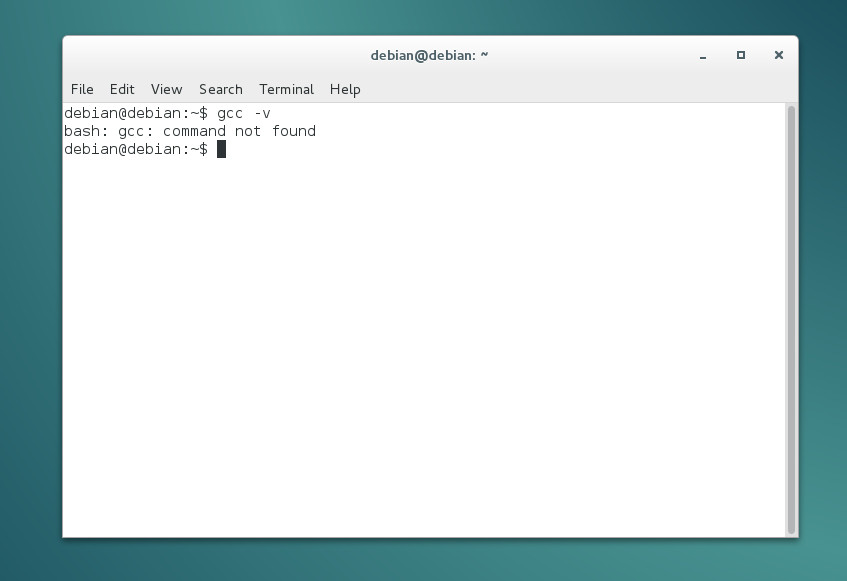 debian@debian: ~
File Edit View Search Terminal Help
debian@debian:~$ gcc -v
bash: gcc: command not found
debian@debian:~$